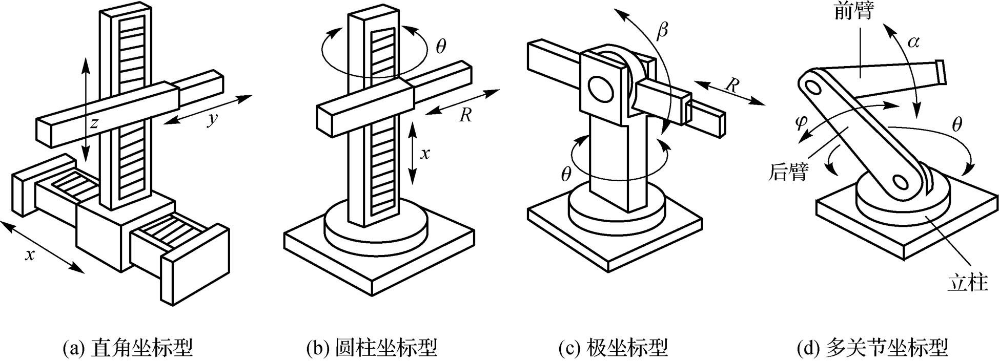 z
y
x
(a) 直角坐标型
θ
R
x
(b) 圆柱坐标型
β
R
θ
(c) 极坐标型
前臂
α
φ
θ
后臂
立柱
(d) 多关节坐标型